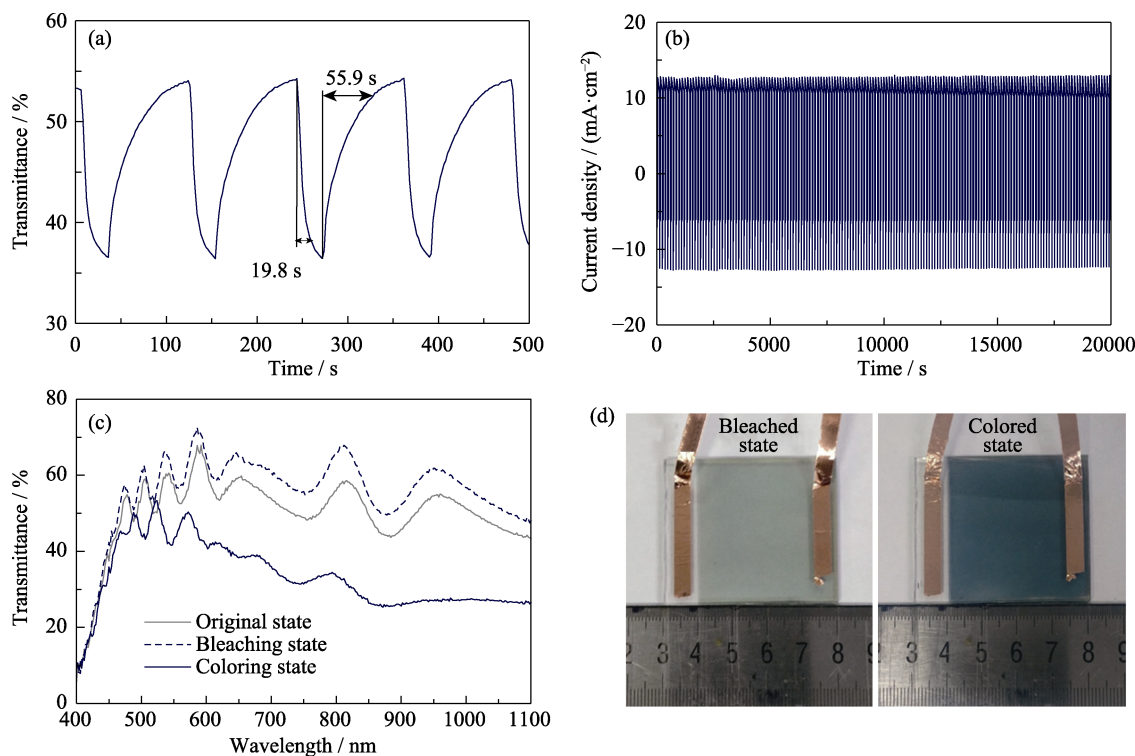 (a)
60
50
40
30
Transmittance / %
55.9 s
19.8 s
0 100 200 300 400 500
Time / s
(b)
20
10
0
−10
−20
Current density / (mA·cm⁻²)
0 5000 10000 15000 20000
Time / s
(c)
80
60
40
20
0
Transmittance / %
Original state
Bleaching state
Coloring state
400 500 600 700 800 900 1000 1100
Wavelength / nm
(d)
Bleached
state
Colored
state
2 3 4 5 6 7 8 9
3 4 5 6 7 8 9